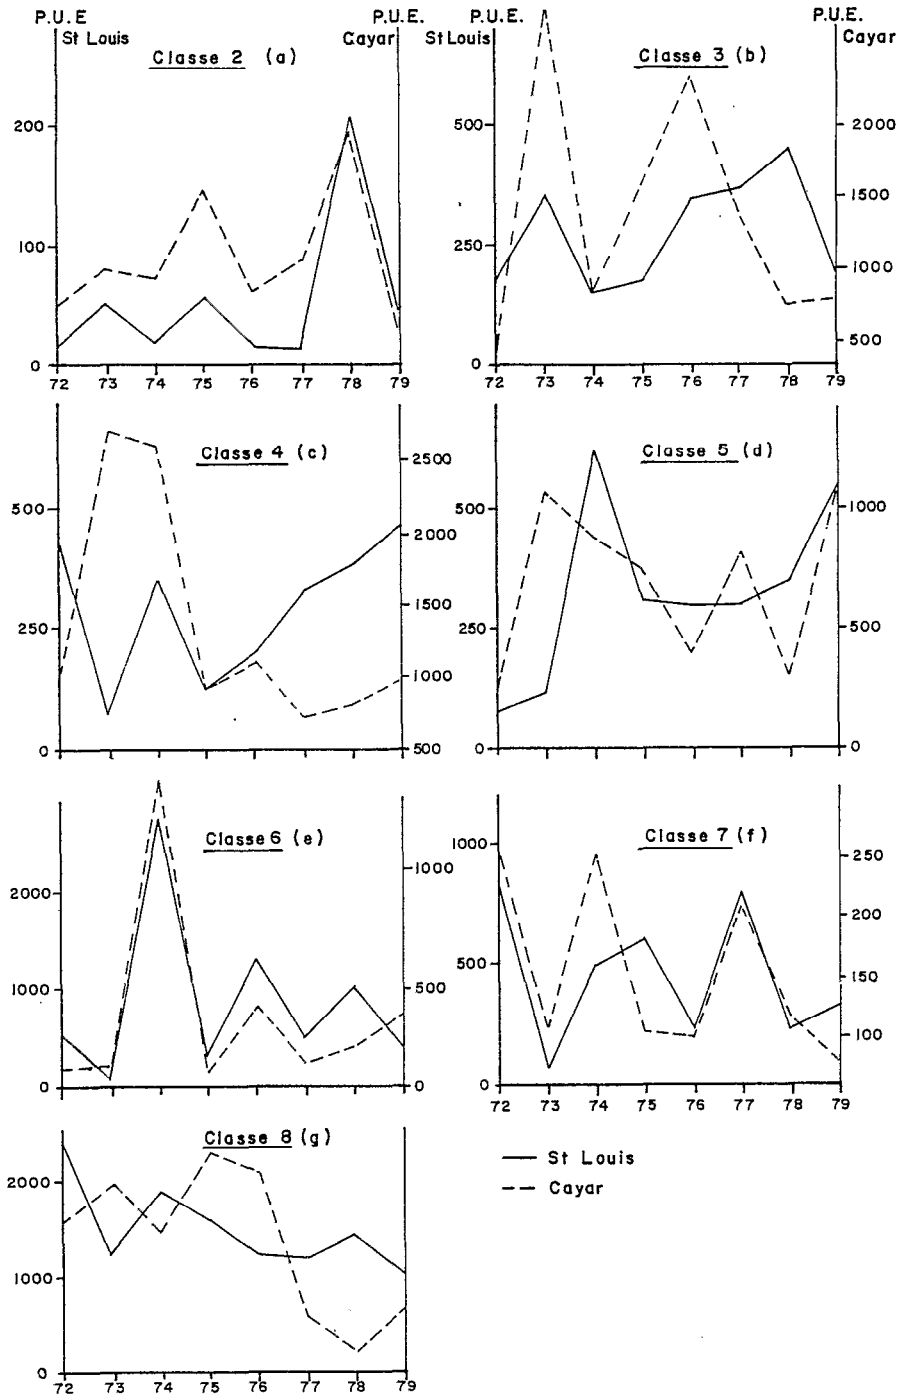 P.U.E
St Louis
Classe 2 (a)
P.U.E.
Cayar
200
100
0
72 73 74 75 76 77 78 79
P.U.E.
St Louis
Classe 3 (b)
P.U.E.
Cayar
500
250
0
2000
1500
1000
500
72 73 74 75 76 77 78 79
Classe 4 (c)
500
250
0
2500
2000
1500
1000
500
Classe 5 (d)
500
250
0
1000
500
0
Classe 6 (e)
2000
1000
0
1000
500
0
Classe 7 (f)
1000
500
0
250
200
150
100
72 73 74 75 76 77 78 79
Classe 8 (g)
2000
1000
0
72 73 74 75 76 77 78 79
St Louis
Cayar